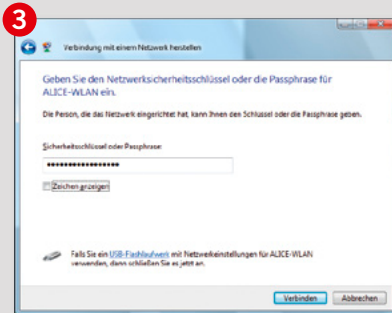 3
Verbindung mit einem Netzwerk herstellen
Geben Sie den Netzwerksicherheitsschlüssel oder die Passphrase für
ALICE-WLAN ein.
Die Person, die das Netzwerk eingerichtet hat, kann Ihnen den Schlüssel oder die Passphrase geben.
Sicherheitsschlüssel oder Passphrase:
•••••••••••••••••
Zeichen anzeigen
Falls Sie ein USB-Flashlaufwerk mit Netzwerkeinstellungen für ALICE-WLAN
verwenden, dann schließen Sie es jetzt an.
Verbinden Abbrechen